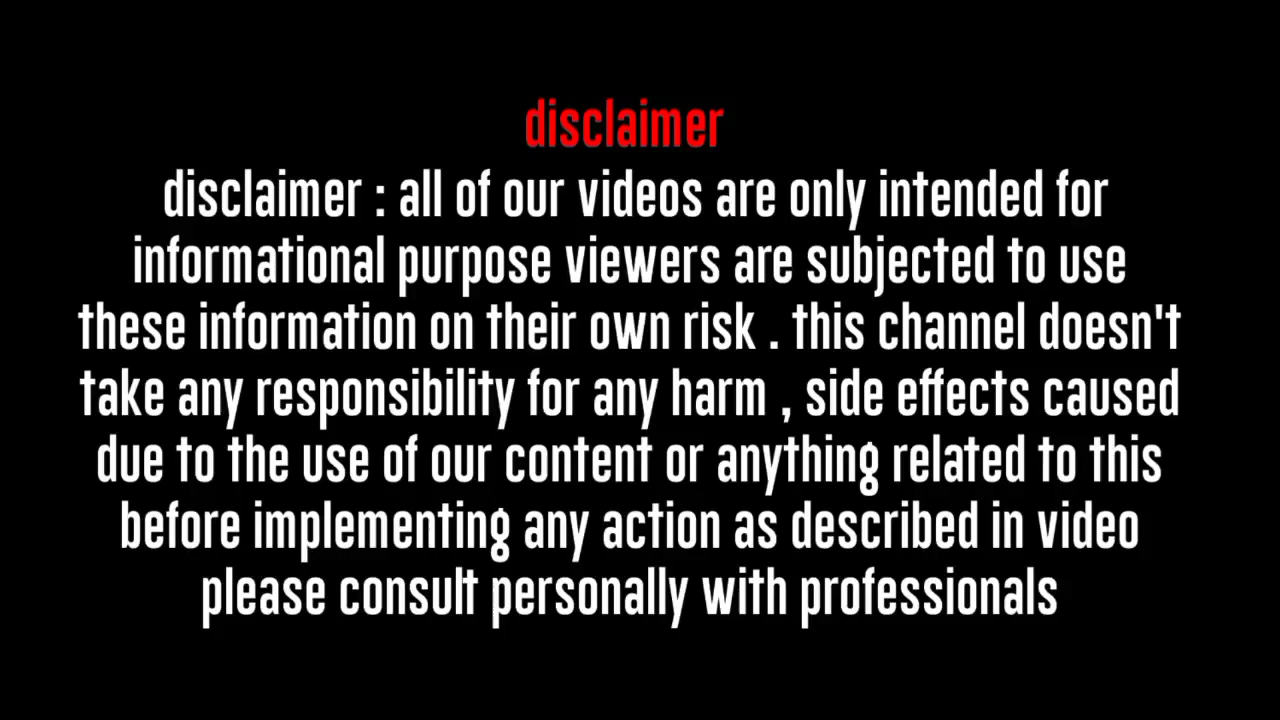 disclaimer
disclaimer : all of our videos are only intended for
informational purpose viewers are subjected to use
these information on their own risk . this channel doesn't
take any responsibility for any harm , side effects caused
due to the use of our content or anything related to this
before implementing any action as described in video
please consult personally with professionals